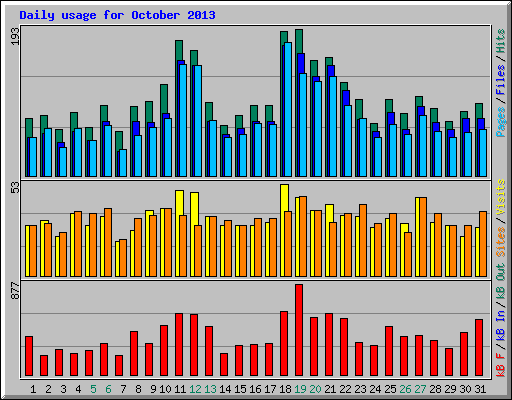 Daily usage for October 2013
193
Pages / Files / Hits
53
Sites / Visits
877
kB F / kB In / kB Out
1 2 3 4 5 6 7 8 9 10 11 12 13 14 15 16 17 18 19 20 21 22 23 24 25 26 27 28 29 30 31